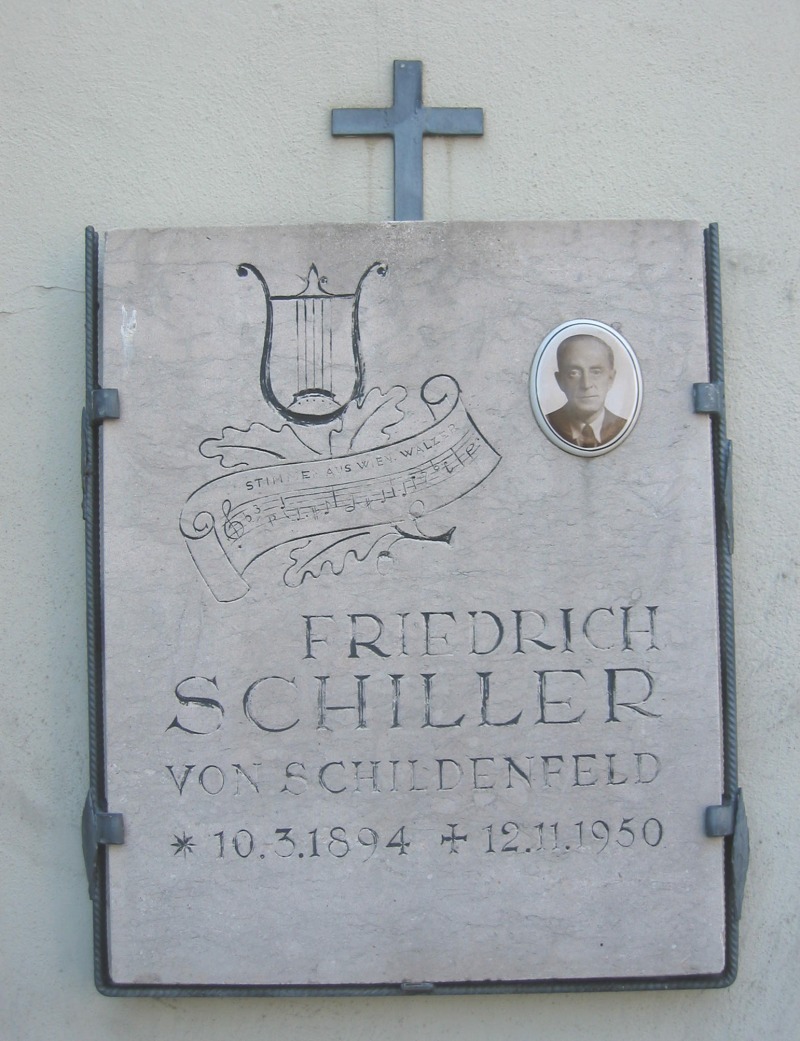 STIMMEN AUS WIEN. WALZER
FRIEDRICH
SCHILLER
VON SCHILDENFELD
* 10.3.1894 + 12.11.1950